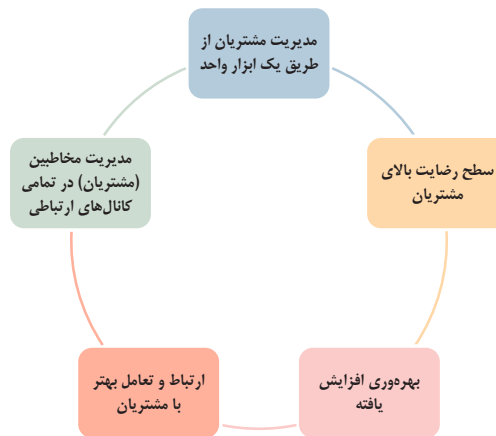 مدیریت مشتریان از
طریق یک ابزار واحد
سطح رضایت بالای
مشتریان
بهره‌وری افزایش
یافته
ارتباط و تعامل بهتر
با مشتریان
مدیریت مخاطبین
(مشتریان) در تمامی
کانال‌های ارتباطی